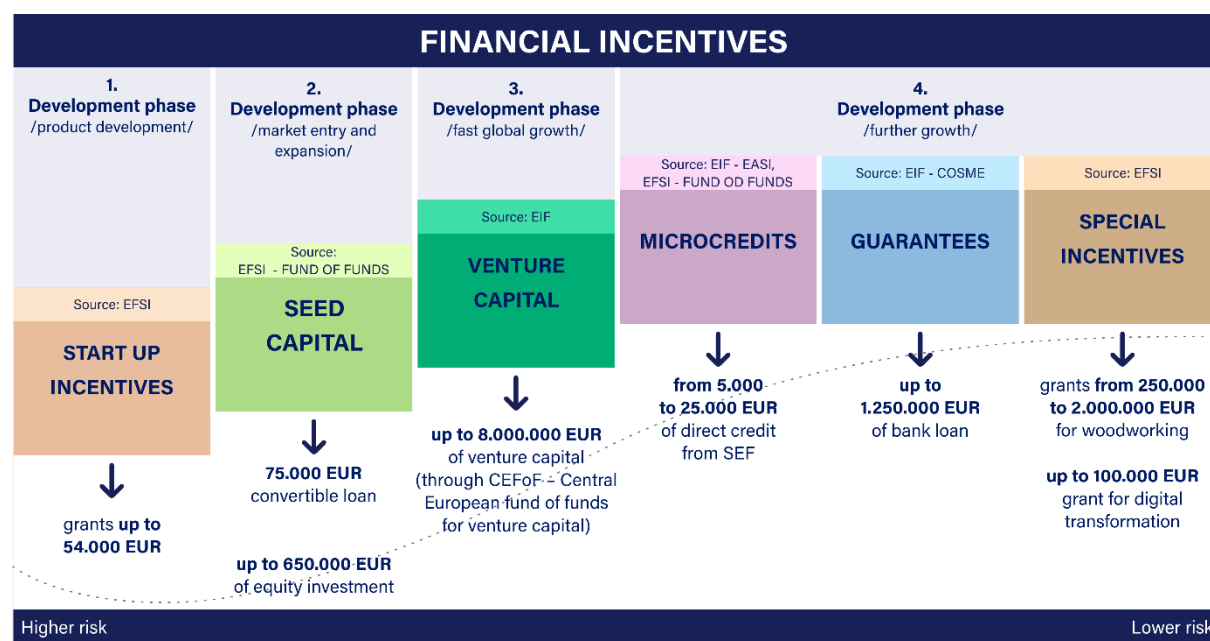 FINANCIAL INCENTIVES
1.
Development phase
/product development/
Source: EFSI
START UP
INCENTIVES
grants up to
54.000 EUR
2.
Development phase
/market entry and
expansion/
Source:
EFSI - FUND OF FUNDS
SEED
CAPITAL
75.000 EUR
convertible loan
up to 650.000 EUR
of equity investment
3.
Development phase
/fast global growth/
Source: EIF
VENTURE
CAPITAL
up to 8.000.000 EUR
of venture capital
(through CEFoF – Central
European fund of funds
for venture capital)
4.
Development phase
/further growth/
Source: EIF - EASI,
EFSI - FUND OD FUNDS
MICROCREDITS
from 5.000
to 25.000 EUR
of direct credit
from SEF
Source: EIF - COSME
GUARANTEES
up to
1.250.000 EUR
of bank loan
Source: EFSI
SPECIAL
INCENTIVES
grants from 250.000
to 2.000.000 EUR
for woodworking
up to 100.000 EUR
grant for digital
transformation
Higher risk
Lower risk